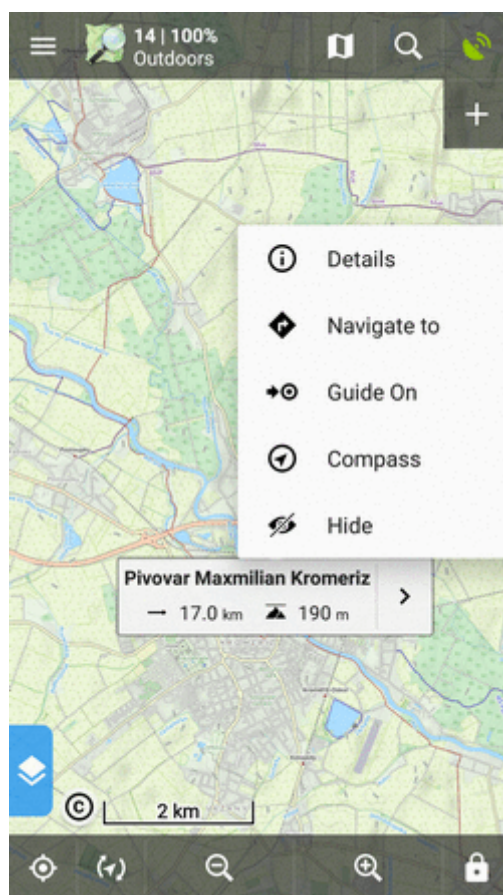 14 | 100%
Outdoors
Details
Navigate to
Guide On
Compass
Hide
Pivovar Maxmilian Kromeriz
17.0 km 190 m
2 km